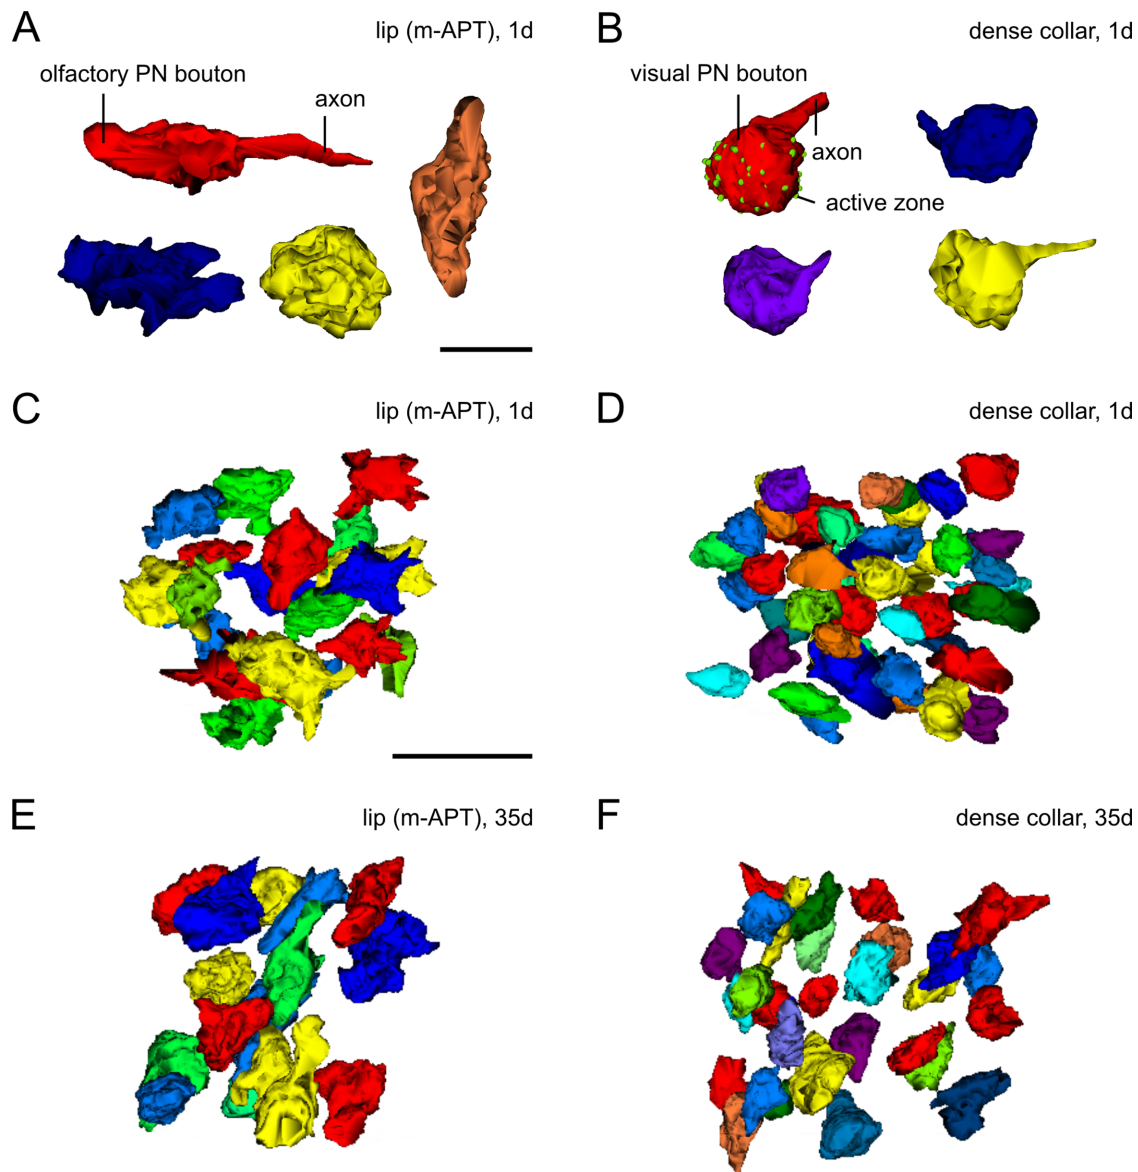 A
lip (m-APT), 1d
olfactory PN bouton
axon
B
dense collar, 1d
visual PN bouton
axon
active zone
C
lip (m-APT), 1d
D
dense collar, 1d
E
lip (m-APT), 35d
F
dense collar, 35d